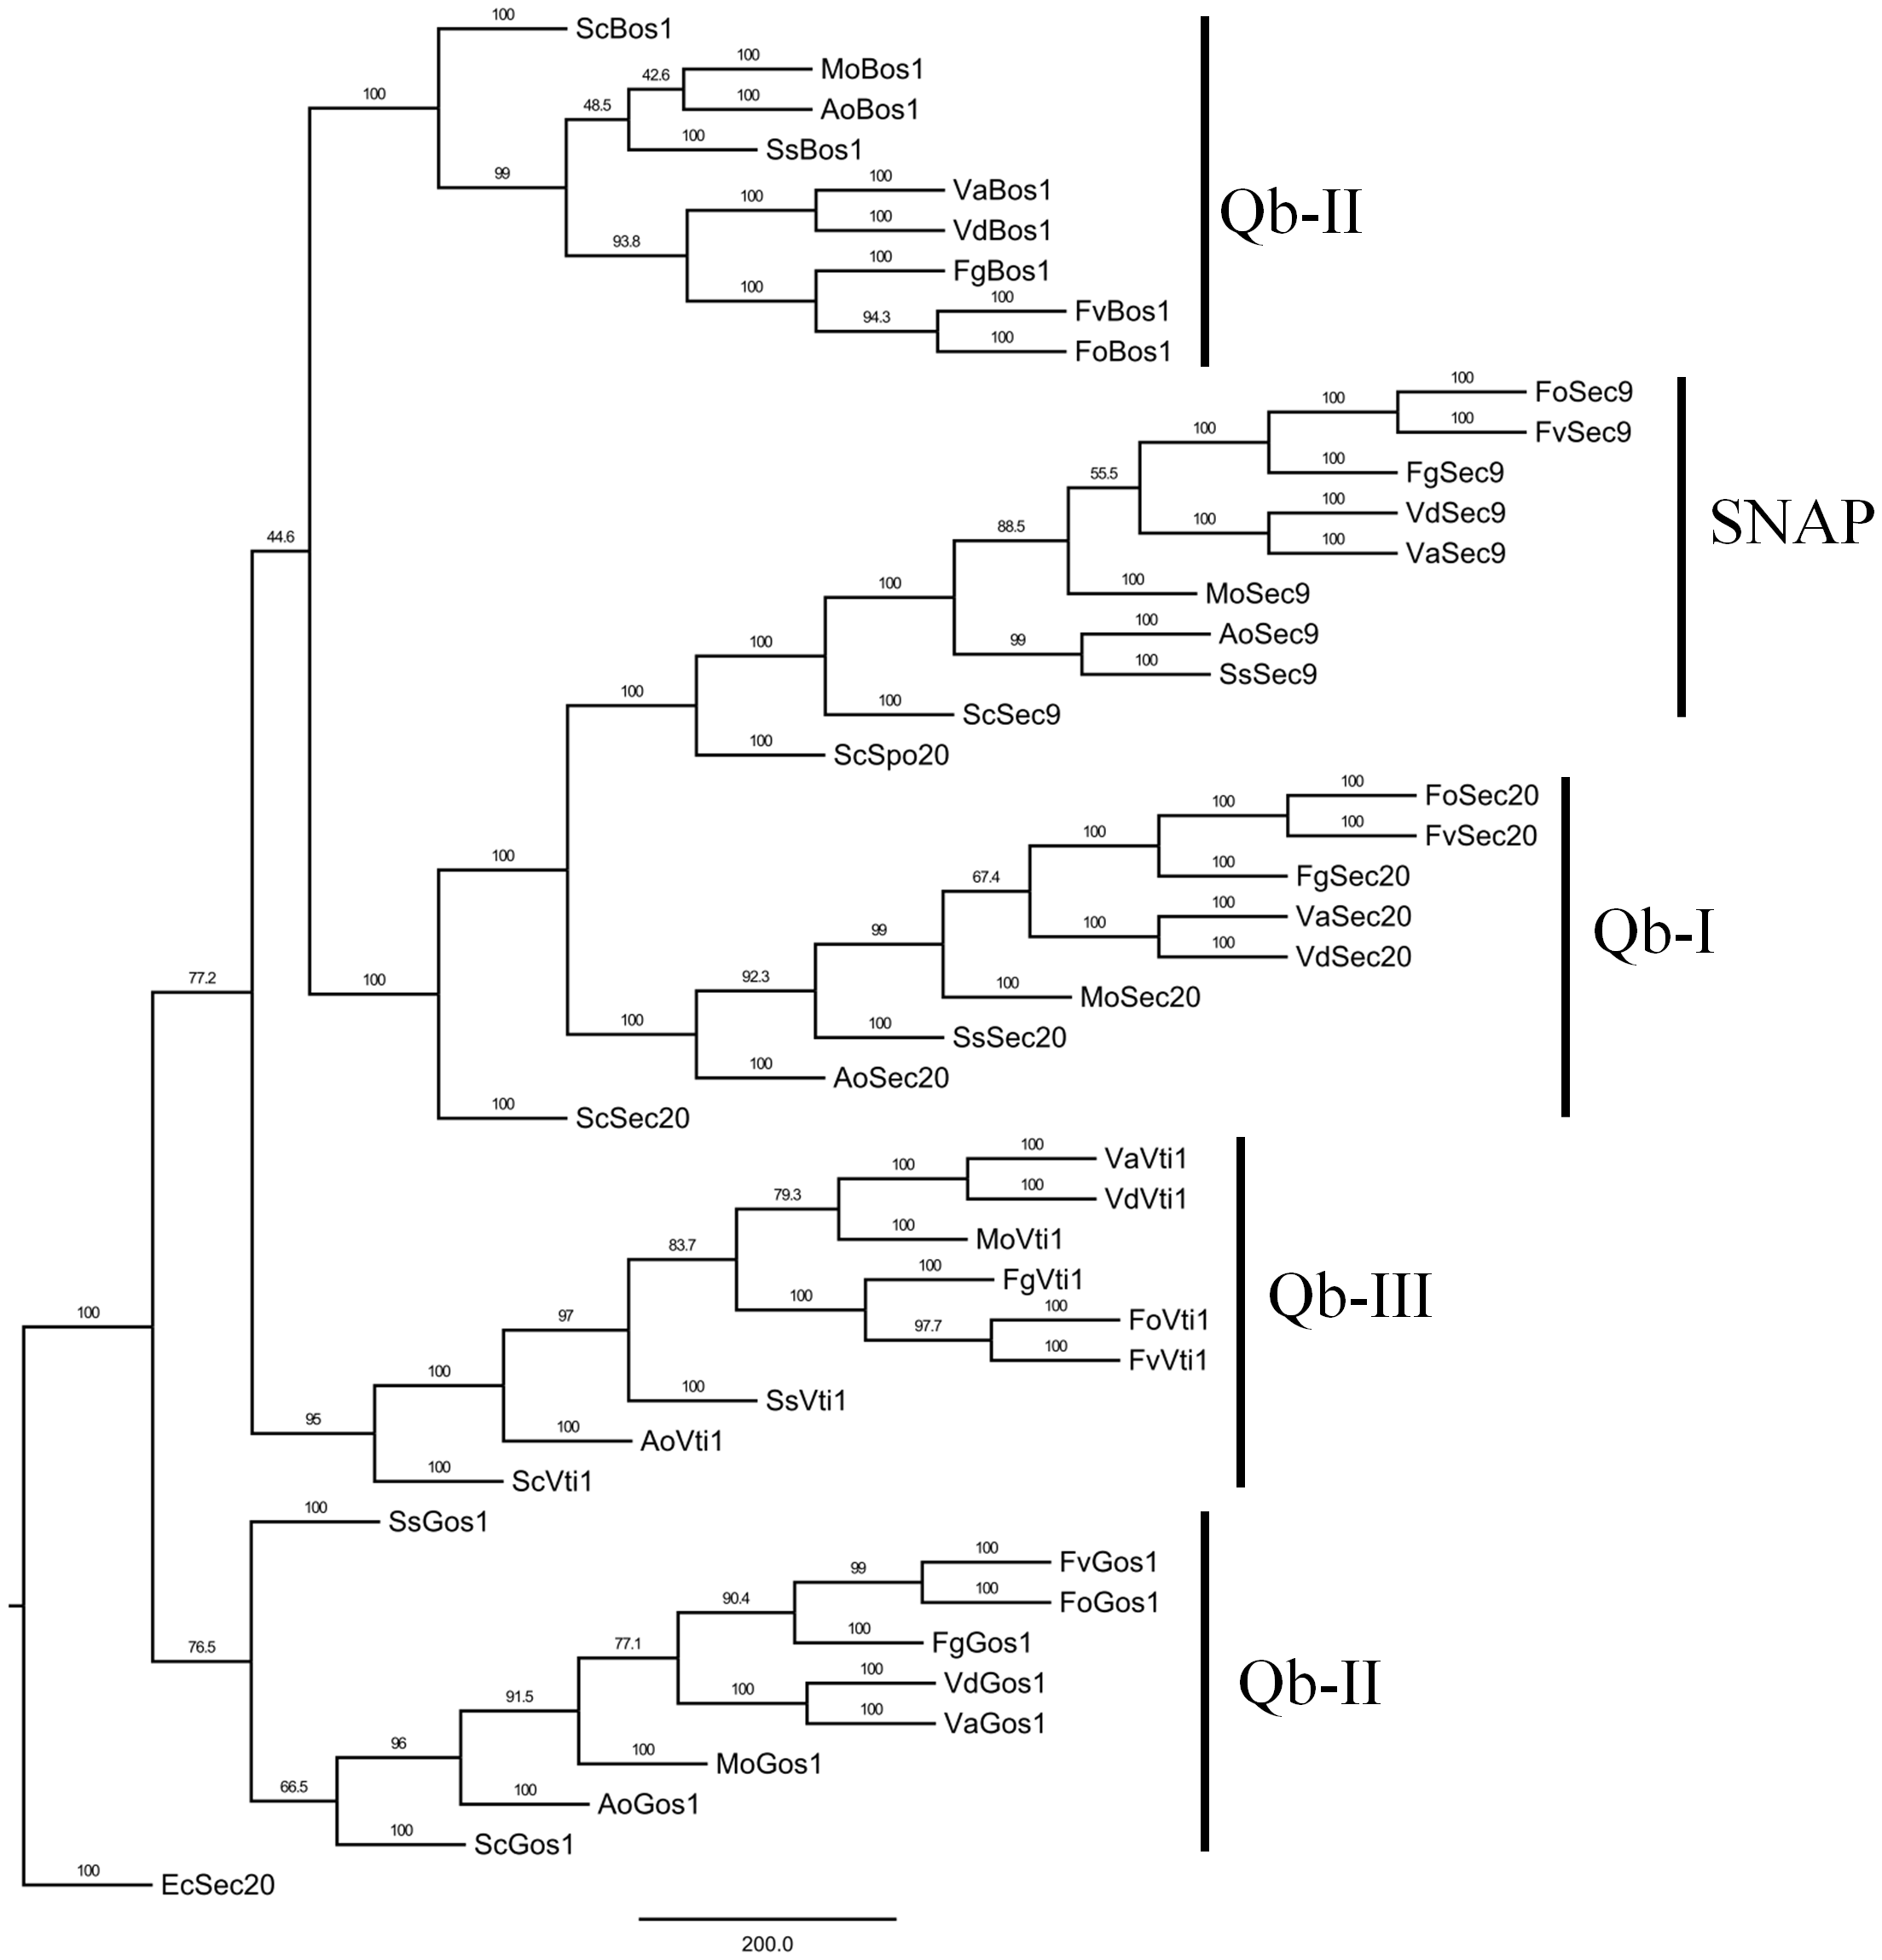 100
ScBos1
100
MoBos1
42.6
100
100
48.5
AoBos1
100
SsBos1
99
100
VaBos1
100
100
VdBos1
93.8
100
FgBos1
100
100
FvBos1
94.3
100
FoBos1
Qb-II
100
FoSec9
100
100
FvSec9
100
100
FgSec9
55.5
100
VdSec9
100
100
VaSec9
88.5
100
MoSec9
100
100
AoSec9
99
100
SsSec9
100
100
ScSec9
100
100
ScSpo20
SNAP
44.6
100
FoSec20
100
100
FvSec20
100
100
FgSec20
67.4
100
VaSec20
100
100
VdSec20
99
100
MoSec20
92.3
100
SsSec20
100
100
AoSec20
100
100
100
ScSec20
Qb-I
77.2
100
VaVti1
100
100
VdVti1
79.3
100
MoVti1
83.7
100
FgVti1
100
100
FoVti1
97.7
100
FvVti1
97
100
SsVti1
100
100
AoVti1
95
100
ScVti1
Qb-III
100
100
SsGos1
100
FvGos1
99
100
FoGos1
90.4
100
FgGos1
77.1
100
VdGos1
100
100
VaGos1
91.5
100
MoGos1
96
100
AoGos1
76.5
66.5
100
ScGos1
Qb-II
100
EcSec20
200.0